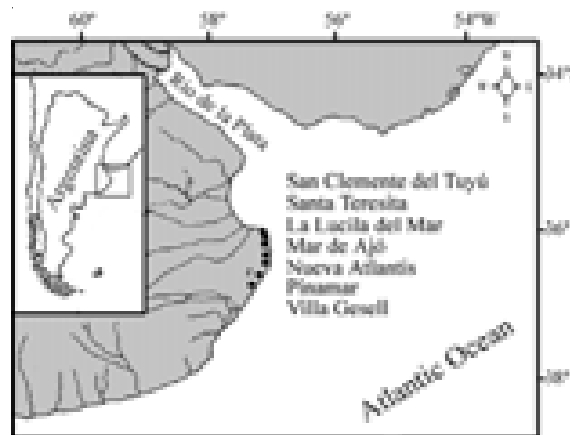 60° 58° 56° 54°W
34°
Río de la Plata
Argentina
San Clemente del Tuyú
Santa Teresita
La Lucila del Mar
Mar de Ajó
Nueva Atlantis
Pinamar
Villa Gesell
36°
Atlantic Ocean
38°